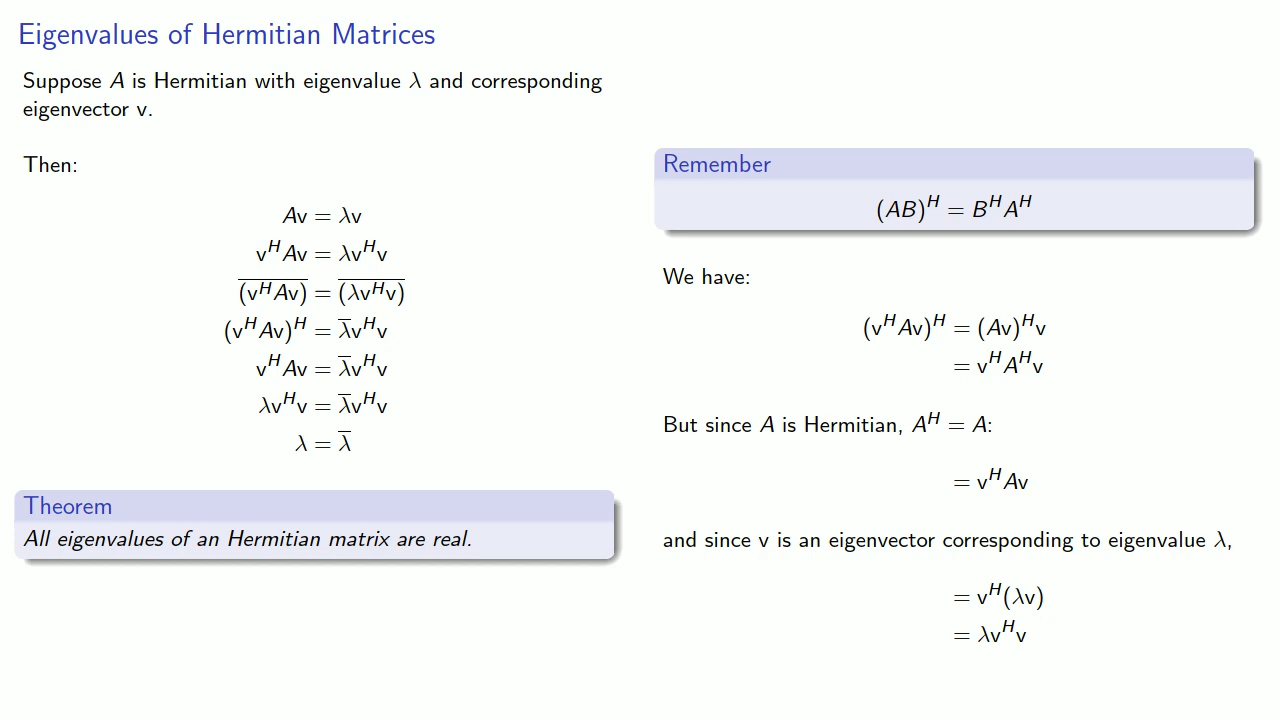 Eigenvalues of Hermitian Matrices
Suppose A is Hermitian with eigenvalue λ and corresponding
eigenvector v.
Then:
Av = λv
v^H Av = λv^H v
\overline{(v^H Av)} = \overline{(λv^H v)}
(v^H Av)^H = \overline{λ}v^H v
v^H Av = \overline{λ}v^H v
λv^H v = \overline{λ}v^H v
λ = \overline{λ}
Theorem
All eigenvalues of an Hermitian matrix are real.
Remember
(AB)^H = B^H A^H
We have:
(v^H Av)^H = (Av)^H v
= v^H A^H v
But since A is Hermitian, A^H = A:
= v^H Av
and since v is an eigenvector corresponding to eigenvalue λ,
= v^H (λv)
= λv^H v